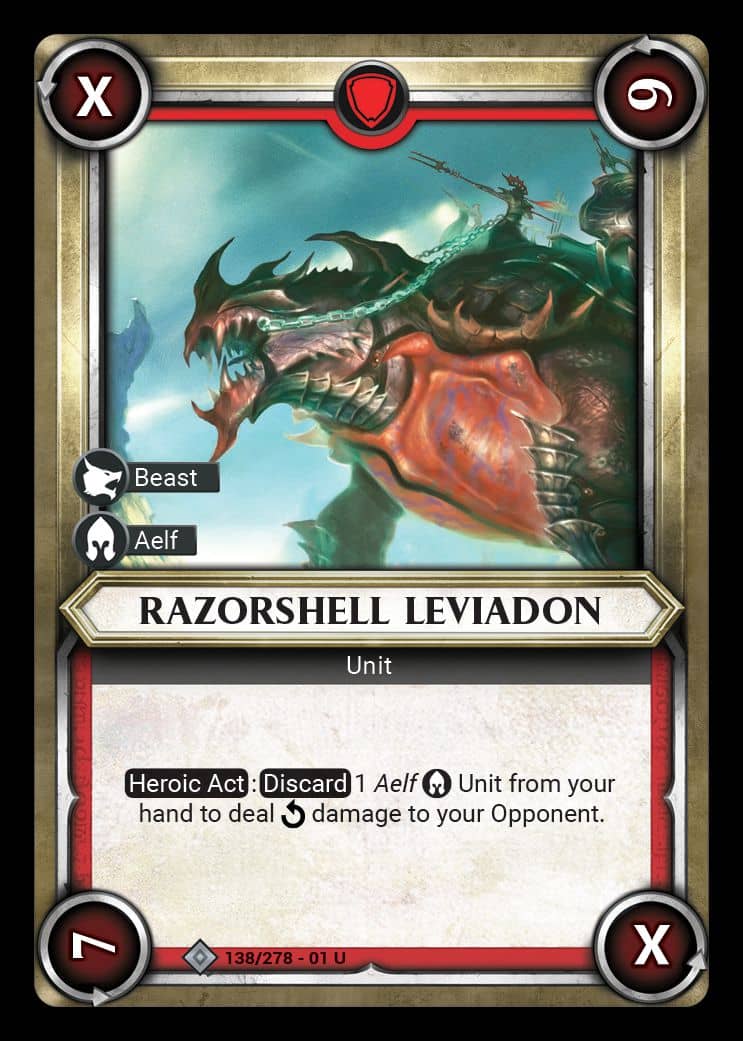 X
9
Beast
Aelf
RAZORSHELL LEVIADON
Unit
Heroic Act : Discard 1 Aelf Unit from your
hand to deal damage to your Opponent.
7
138/278 - 01 U
X